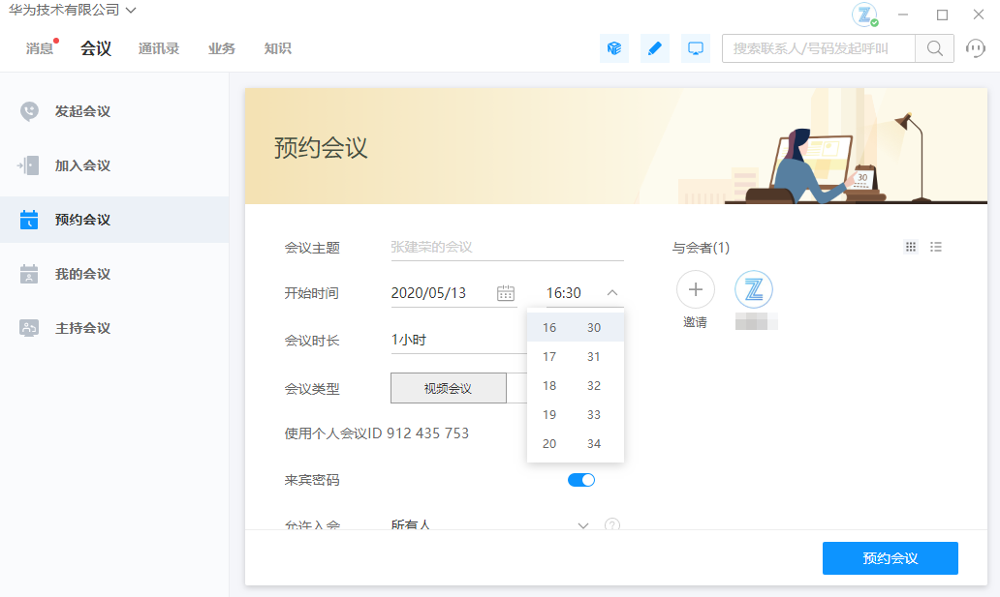 华为技术有限公司
消息 会议 通讯录 业务 知识
搜索联系人/号码发起呼叫
发起会议
加入会议
预约会议
我的会议
主持会议
预约会议
30
会议主题 张建荣的会议
开始时间 2020/05/13 16:30
16 30
17 31
18 32
19 33
20 34
会议时长 1小时
会议类型 视频会议
使用个人会议ID 912 435 753
来宾密码
允许入会 所有人
与会者(1)
邀请
预约会议